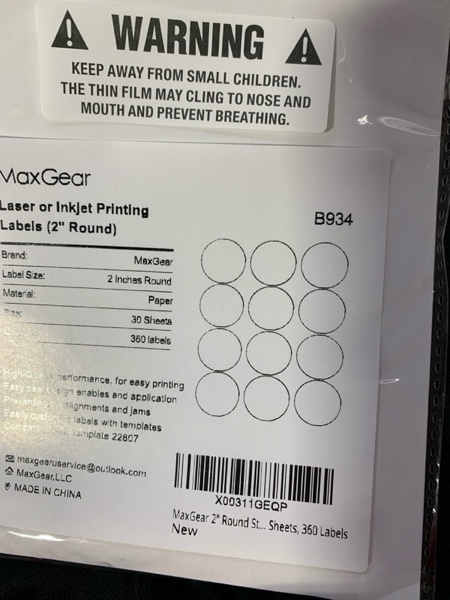 WARNING
KEEP AWAY FROM SMALL CHILDREN.
THE THIN FILM MAY CLING TO NOSE AND
MOUTH AND PREVENT BREATHING.
MaxGear
Laser or Inkjet Printing
Labels (2" Round)
B934
Brand: MaxGear
Label Size: 2 Inches Round
Material: Paper
30 Sheets
360 labels
performance, for easy printing
Easy peel enables and application
Preventing alignments and jams
Easily labels with templates
template 22807
maxgearuservice@outlook.com
MaxGear.LLC
MADE IN CHINA
X00311GEQP
MaxGear 2" Round St... Sheets, 360 Labels
New